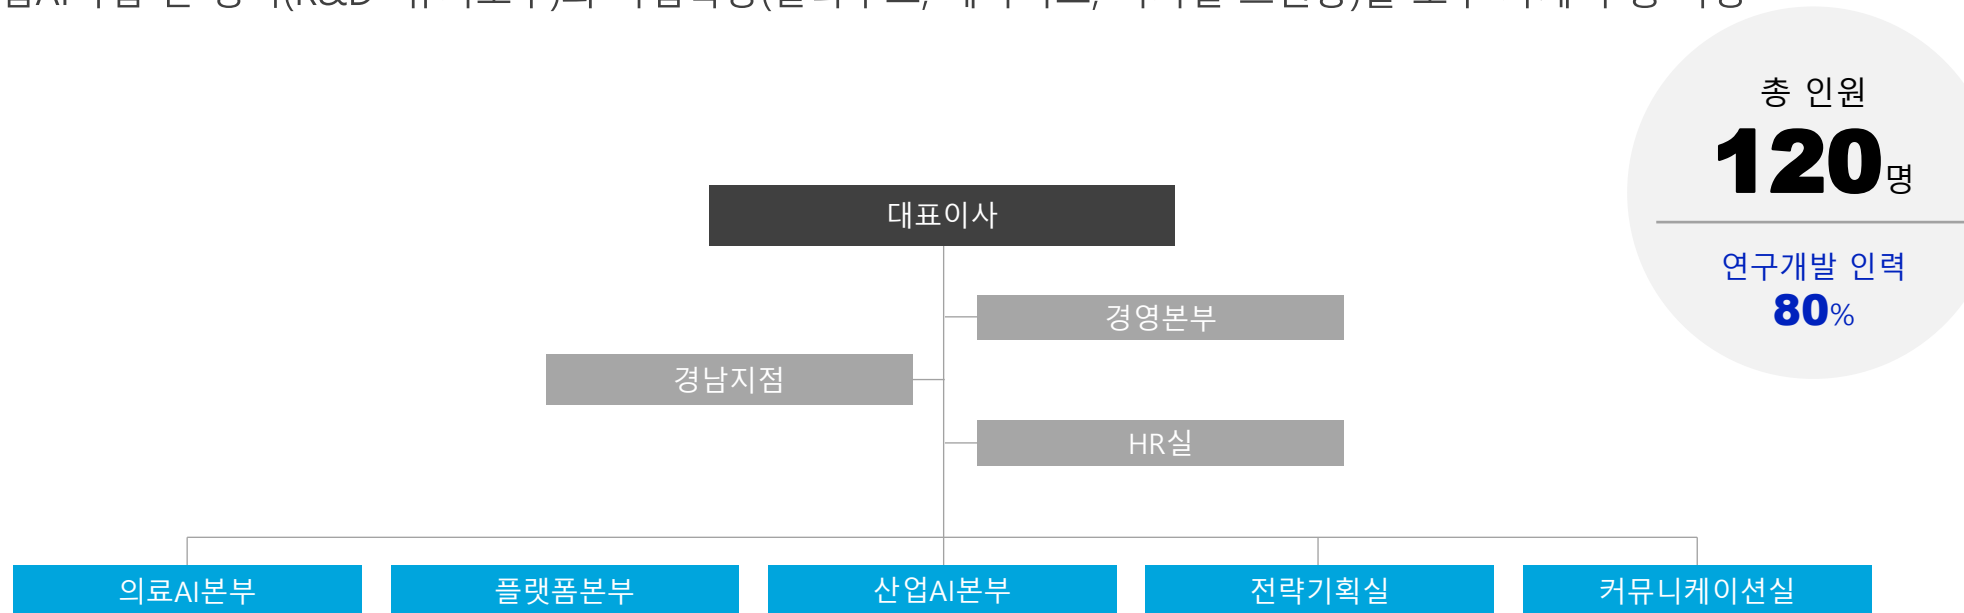 총 인원
120명
대표이사
연구개발 인력
80%
경영본부
경남지점
HR실
의료AI본부
플랫폼본부
산업AI본부
전략기획실
커뮤니케이션실